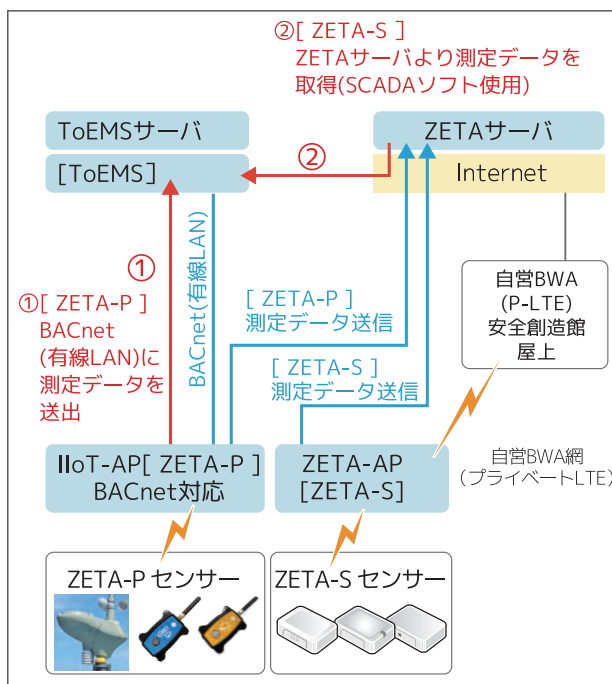 ②[ ZETA-S ]
ZETAサーバより測定データを
取得(SCADAソフト使用)
ToEMSサーバ
[ToEMS]
ZETAサーバ
Internet
②
①
BACnet(有線LAN)
①[ ZETA-P ]
BACnet
(有線LAN)に
測定データを
送出
[ ZETA-P ]
測定データ送信
[ ZETA-S ]
測定データ送信
自営BWA
(P-LTE)
安全創造館
屋上
IIoT-AP[ ZETA-P ]
BACnet対応
ZETA-AP
[ZETA-S]
自営BWA網
(プライベートLTE)
ZETA-P センサー
ZETA-S センサー